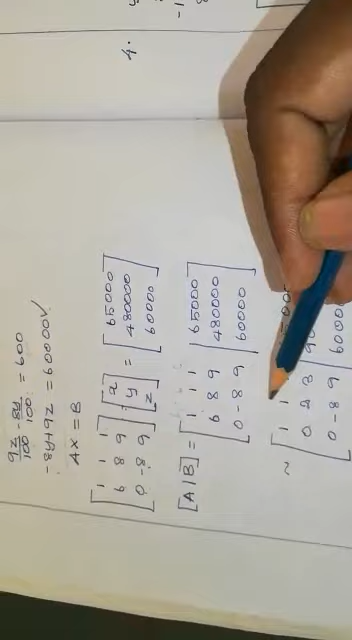 9z/100 - 8y/100 = 600
-8y+9z = 60000 ✓
AX = B
[1 1 1; 6 8 9; 0 -8 9] [x; y; z] = [65000; 480000; 60000]
[A|B] = [1 1 1 | 65000; 6 8 9 | 480000; 0 -8 9 | 60000]
~ [1 1 1; 0 2 3; 0 -8 9 | 60000]
4.